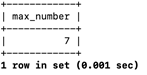 +------------+
| max_number |
+------------+
| 7 |
+------------+
1 row in set (0.001 sec)